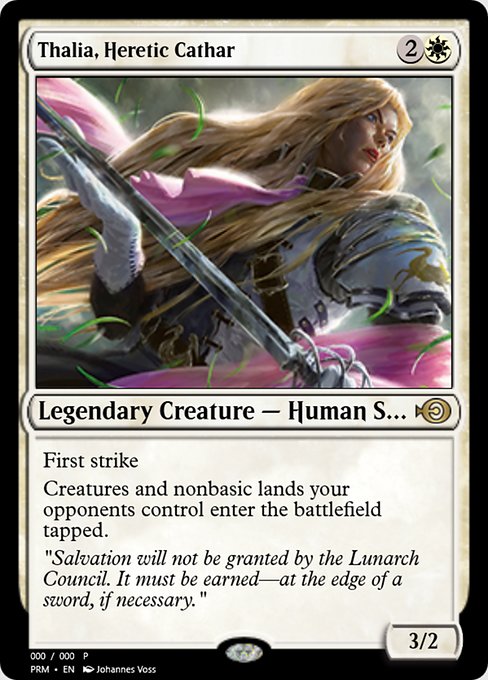 Thalia, Heretic Cathar 2
Legendary Creature — Human S...
First strike
Creatures and nonbasic lands your
opponents control enter the battlefield
tapped.
"Salvation will not be granted by the Lunarch
Council. It must be earned—at the edge of a
sword, if necessary."
3/2
000 / 000 P
PRM • EN Johannes Voss